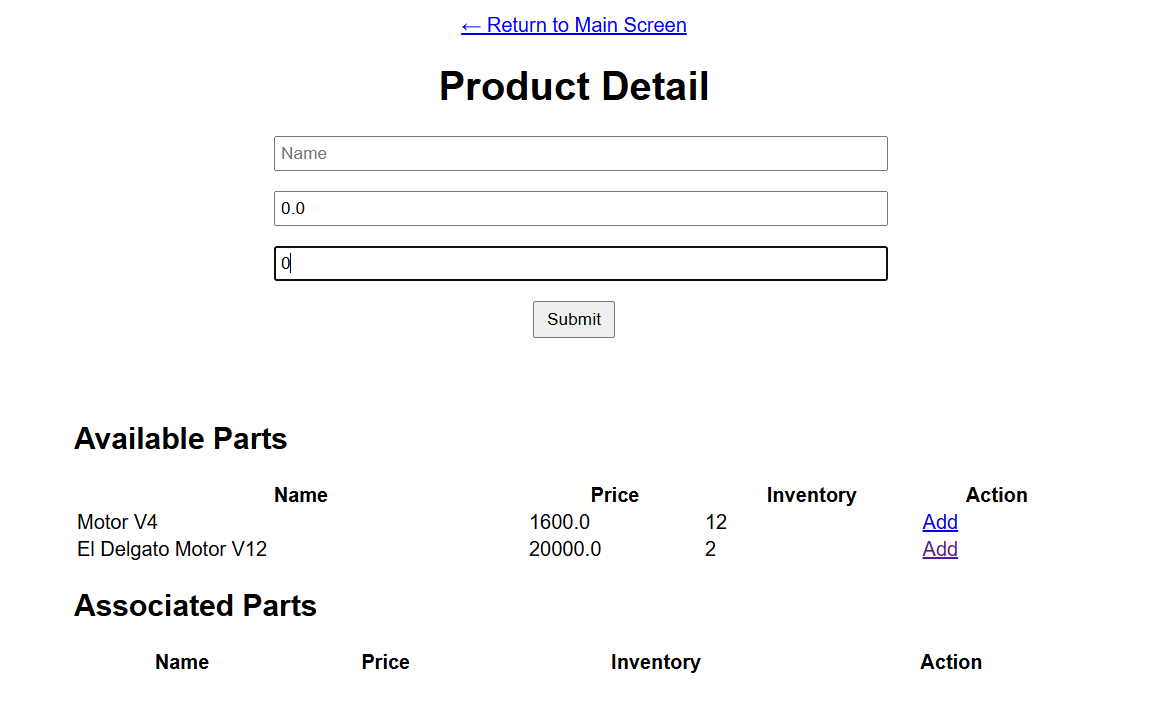 ← Return to Main Screen
Product Detail
Name
0.0
0
Submit
Available Parts
Name Price Inventory Action
Motor V4 1600.0 12 Add
El Delgato Motor V12 20000.0 2 Add
Associated Parts
Name Price Inventory Action